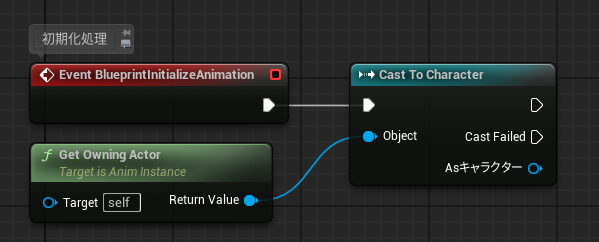 初期化処理
Event BlueprintInitializeAnimation
Cast To Character
Object
Cast Failed
Asキャラクター
Get Owning Actor
Target is Anim Instance
Target self
Return Value